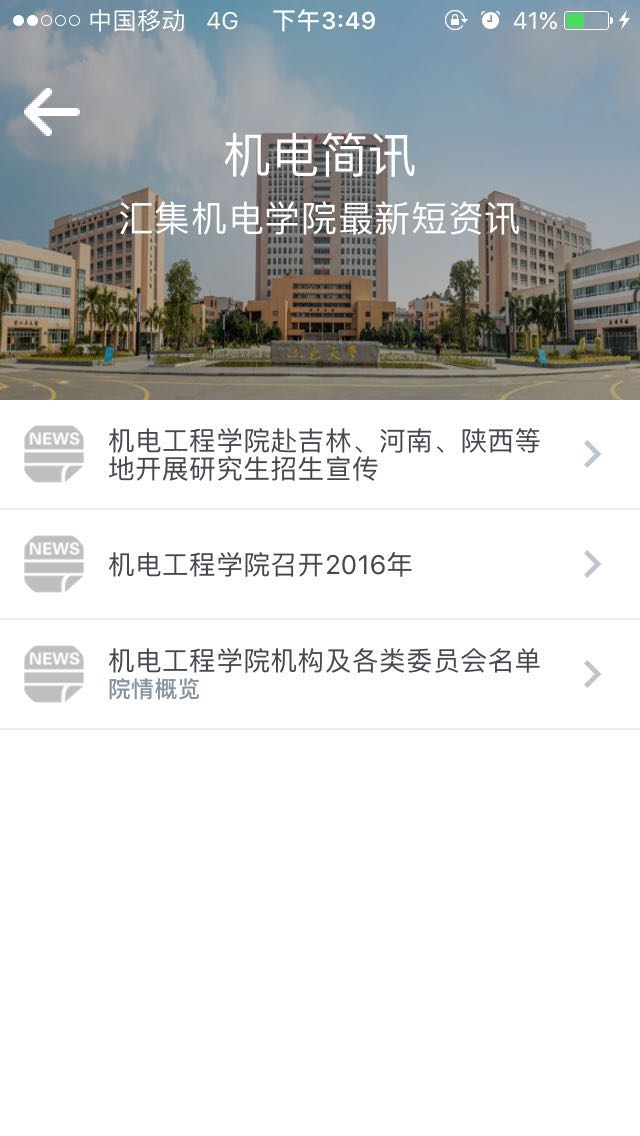 中国移动 4G 下午3:49 41%
机电简讯
汇集机电学院最新短资讯
五邑大学
NEWS
机电工程学院赴吉林、河南、陕西等
地开展研究生招生宣传
NEWS
机电工程学院召开2016年
NEWS
机电工程学院机构及各类委员会名单
院情概览